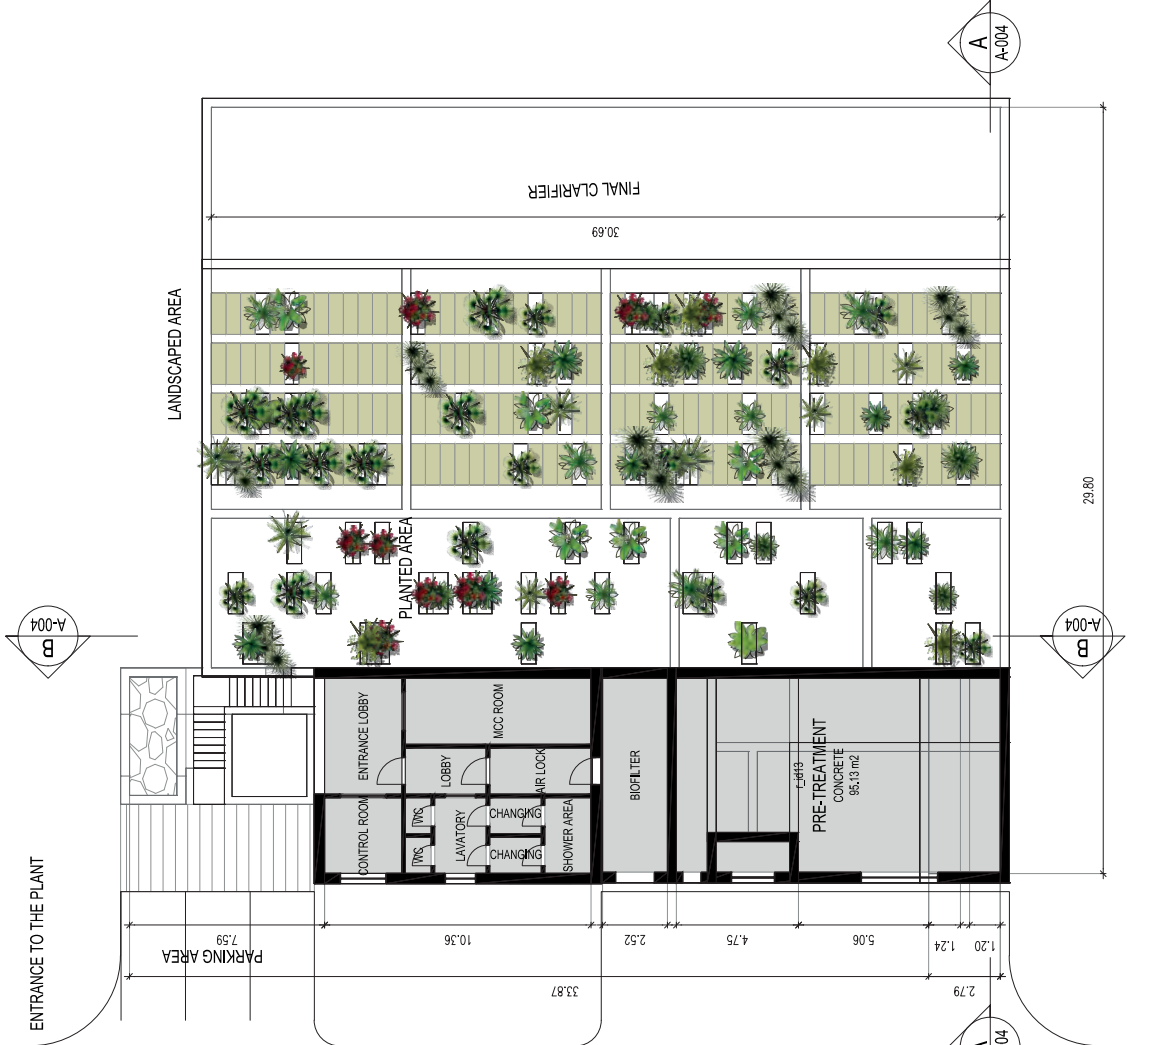 A
A-004
FINAL CLARIFIER
30.69
LANDSCAPED AREA
29.80
PLANTED AREA
B
A-004
B
A-004
ENTRANCE LOBBY
MCC ROOM
LOBBY
AIR LOCK
BIOFILTER
r_id13
PRE-TREATMENT
CONCRETE
95.13 m2
CONTROL ROOM
WC
WC
LAVATORY
CHANGING
CHANGING
SHOWER AREA
ENTRANCE TO THE PLANT
7.59
10.36
2.52
4.75
5.06
1.24
1.20
PARKING AREA
33.87
2.79